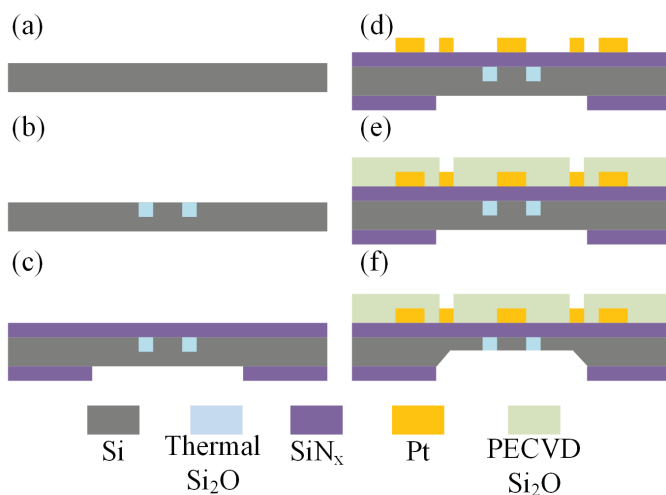 (a)
(b)
(c)
(d)
(e)
(f)
Si
Thermal
Si₂O
SiNₓ
Pt
PECVD
Si₂O